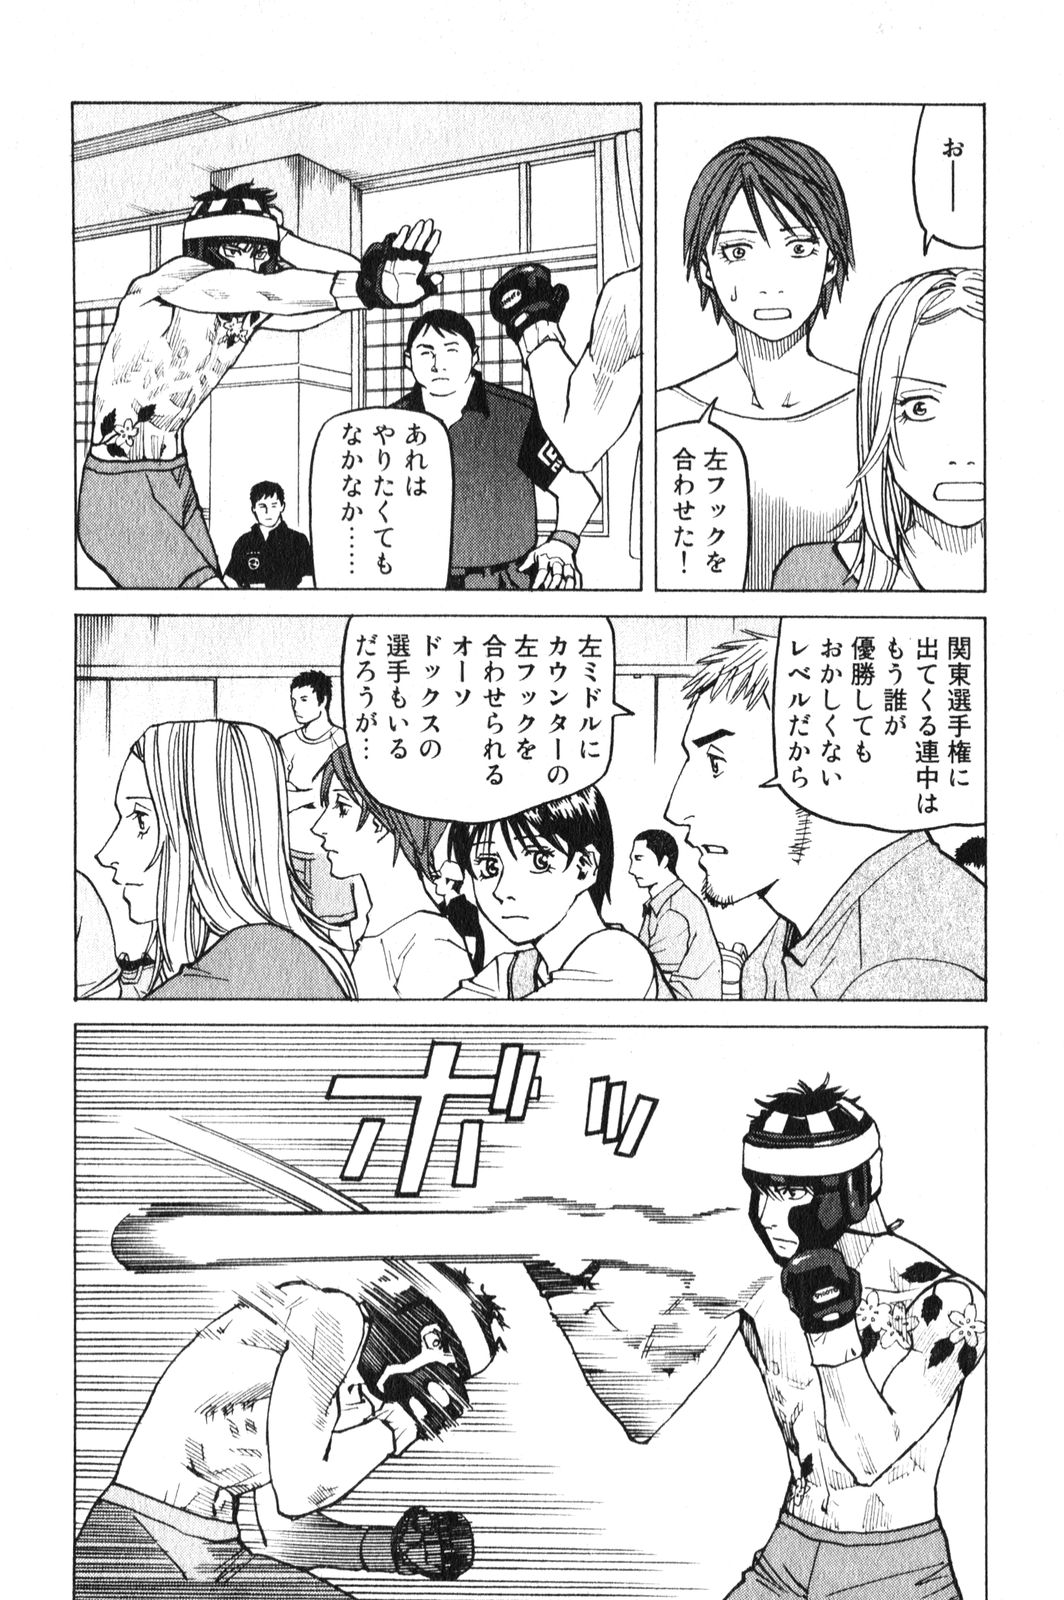 おー
左フックを
合わせた！
あれは
やりたくても
なかなか……
関東選手権に
出てくる連中は
もう誰が
優勝しても
おかしくない
レベルだから
左ミドルに
カウンターの
左フックを
合わせられる
オーソ
ドックスの
選手もいる
だろうが…
ボッ
SHOOTO
SHOOTO